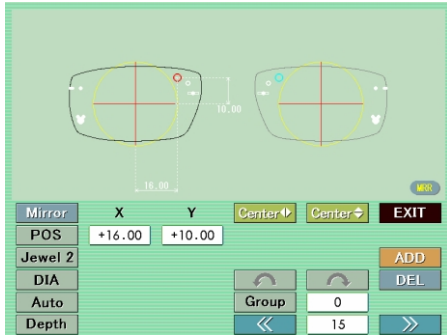 10.00
16.00
MRR
Mirror X Y Center Center EXIT
POS +16.00 +10.00
Jewel 2 ADD
DIA DEL
Auto Group 0
Depth 15